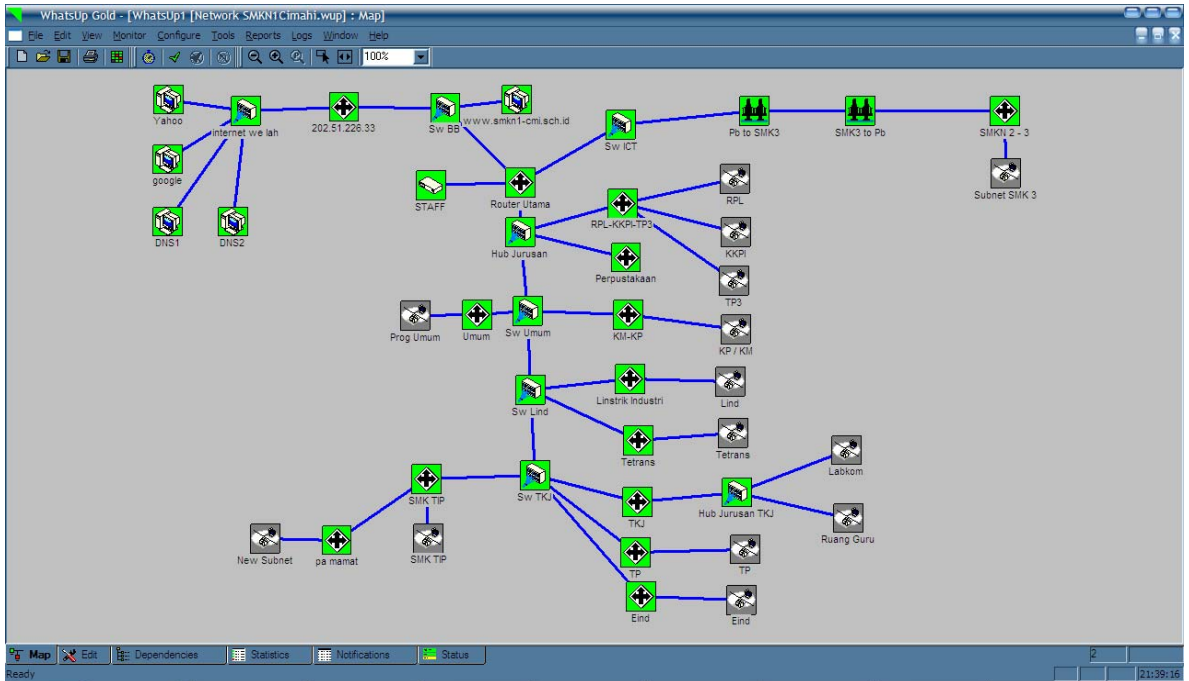 WhatsUp Gold - [WhatsUp1 [Network SMKN1Cimahi.wup] : Map]
File Edit View Monitor Configure Tools Reports Logs Window Help
100%
Yahoo
internet we lah
202.51.226.33
Sw BB
www.smkn1-cmi.sch.id
Sw ICT
Pb to SMK3
SMK3 to Pb
SMKN 2 - 3
google
STAFF
Router Utama
RPL
Subnet SMK 3
DNS1
DNS2
Hub Jurusan
RPL-KKPI-TP3
KKPI
Perpustakaan
TP3
Prog Umum
Umum
Sw Umum
KM-KP
KP / KM
Sw Lind
Linstrik Industri
Lind
Tetrans
Tetrans
Labkom
SMK TIP
Sw TKJ
TKJ
Hub Jurusan TKJ
Ruang Guru
New Subnet
pa mamat
SMK TIP
TP
TP
Eind
Eind
Map Edit Dependencies Statistics Notifications Status 2
Ready 21:39:16